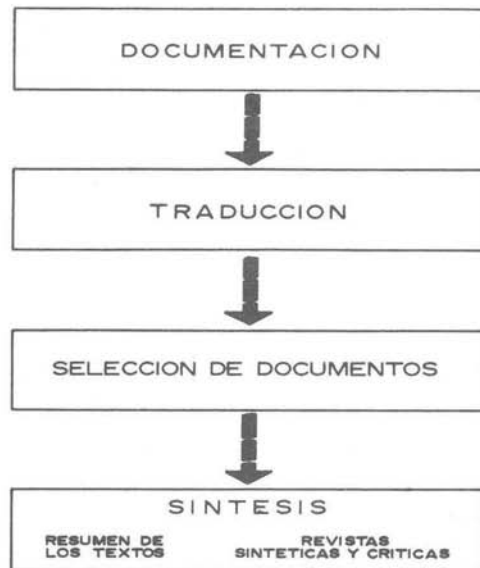 DOCUMENTACION
TRADUCCION
SELECCION DE DOCUMENTOS
SINTESIS
RESUMEN DE
LOS TEXTOS
REVISTAS
SINTETICAS Y CRITICAS